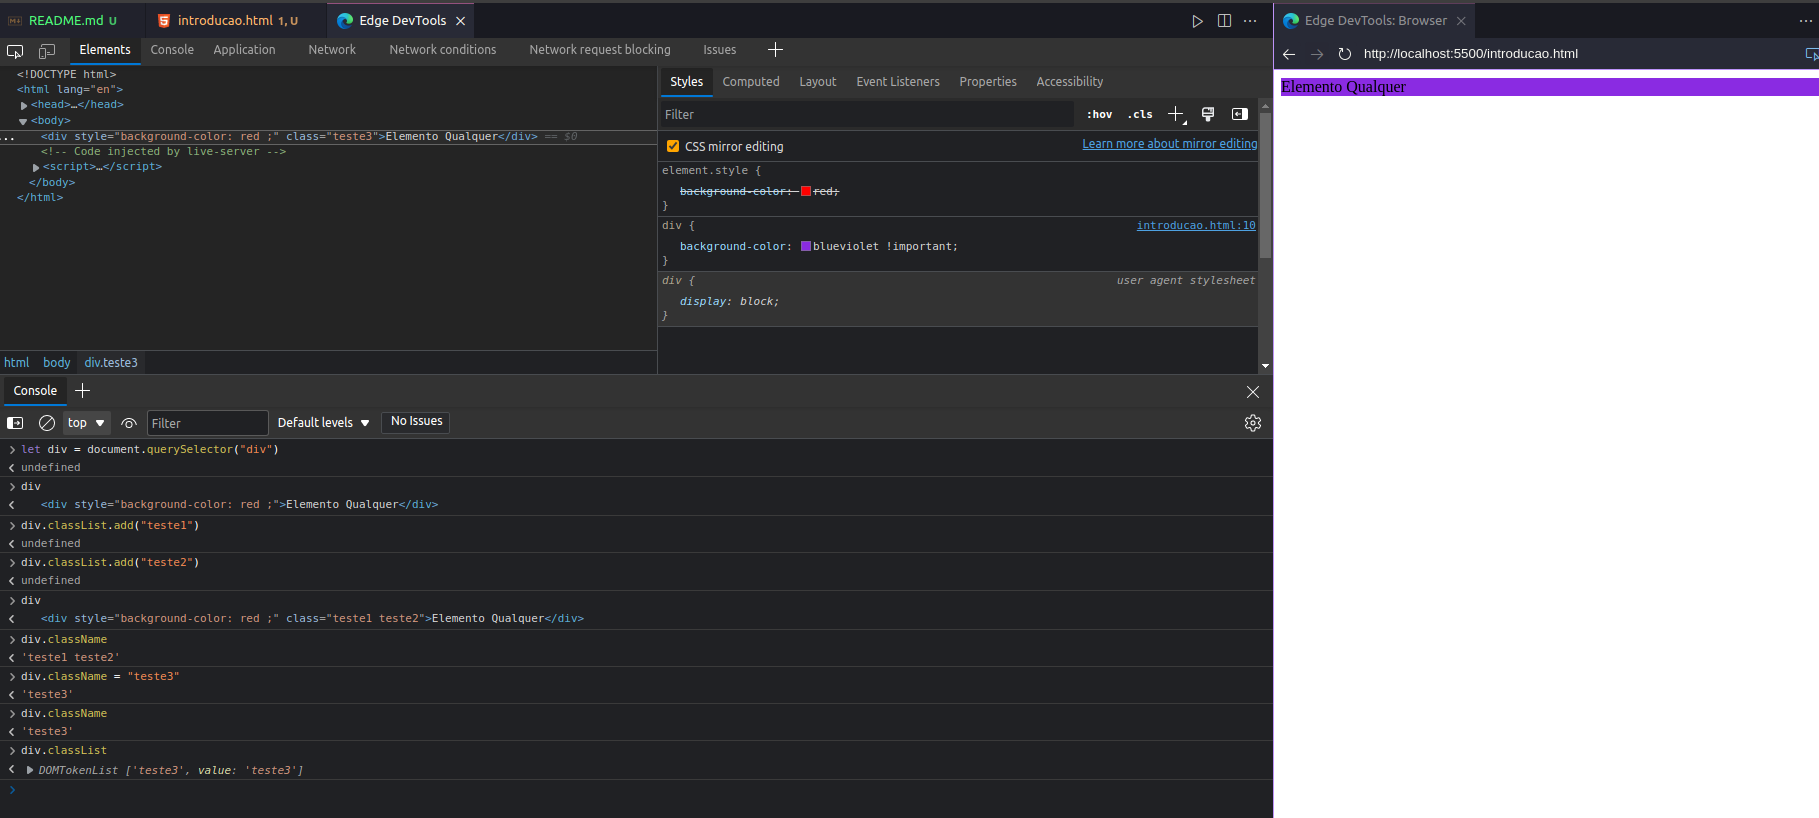 README.md U introducao.html 1, U Edge DevTools
Elements Console Application Network Network conditions Network request blocking Issues
<!DOCTYPE html>
<html lang="en">
<head>…</head>
<body>
... <div style="background-color: red ;" class="teste3">Elemento Qualquer</div> == $0
<!-- Code injected by live-server -->
<script>…</script>
</body>
</html>
html body div.teste3
Styles Computed Layout Event Listeners Properties Accessibility
Filter :hov .cls
CSS mirror editing Learn more about mirror editing
element.style {
background-color: red;
}
div { introducao.html:10
background-color: blueviolet !important;
}
div { user agent stylesheet
display: block;
}
Console
top Filter Default levels No Issues
let div = document.querySelector("div")
undefined
div
<div style="background-color: red ;">Elemento Qualquer</div>
div.classList.add("teste1")
undefined
div.classList.add("teste2")
undefined
div
<div style="background-color: red ;" class="teste1 teste2">Elemento Qualquer</div>
div.className
'teste1 teste2'
div.className = "teste3"
'teste3'
div.className
'teste3'
div.classList
DOMTokenList ['teste3', value: 'teste3']
Edge DevTools: Browser
http://localhost:5500/introducao.html
Elemento Qualquer